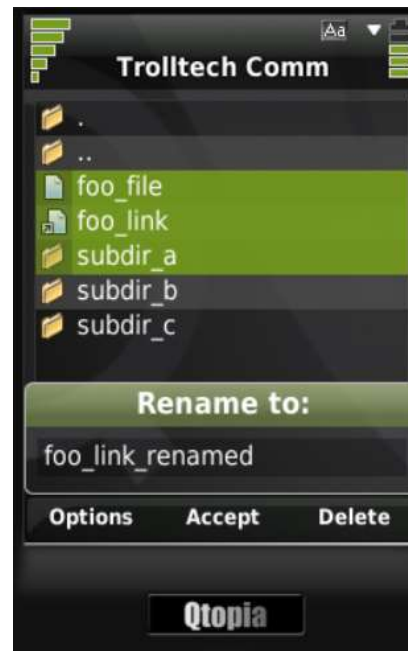 Aa
Trolltech Comm
.
..
foo_file
foo_link
subdir_a
subdir_b
subdir_c
Rename to:
foo_link_renamed
Options Accept Delete
Qtopia